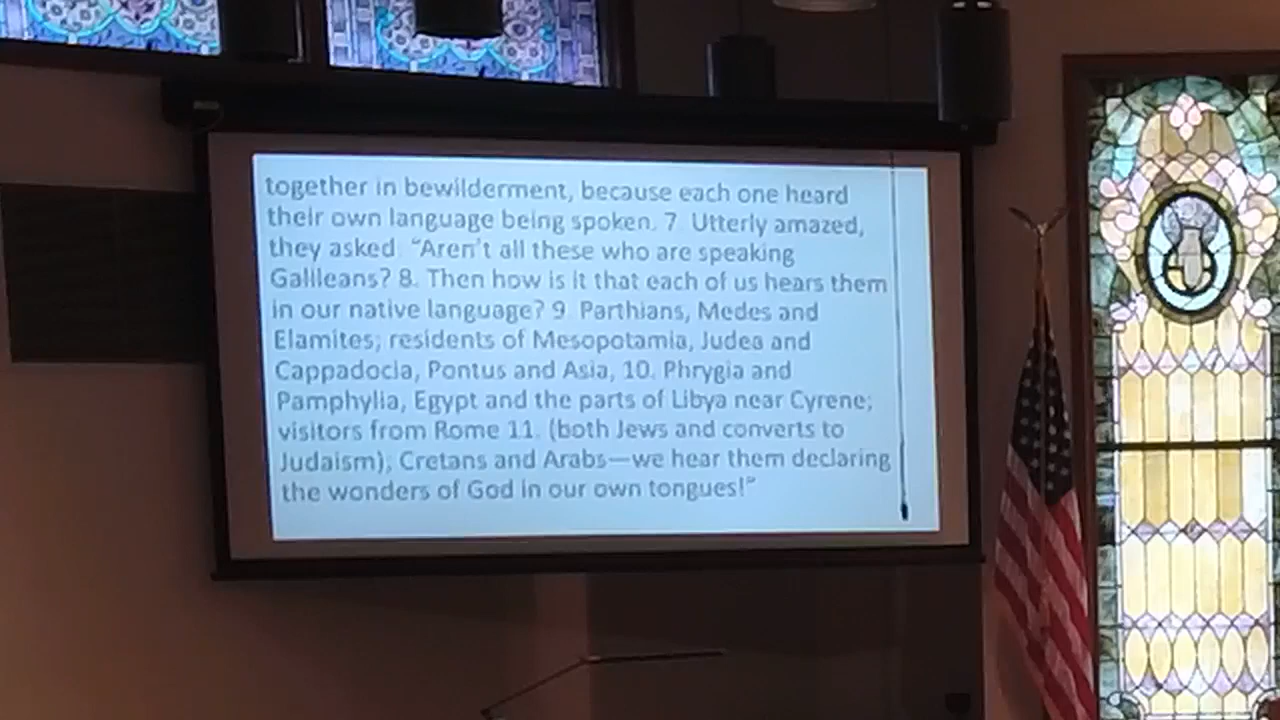 together in bewilderment, because each one heard
their own language being spoken. 7. Utterly amazed,
they asked "Aren't all these who are speaking
Galileans? 8. Then how is it that each of us hears them
in our native language? 9 Parthians, Medes and
Elamites; residents of Mesopotamia, Judea and
Cappadocia, Pontus and Asia, 10. Phrygia and
Pamphylia, Egypt and the parts of Libya near Cyrene;
visitors from Rome 11. (both Jews and converts to
Judaism); Cretans and Arabs—we hear them declaring
the wonders of God in our own tongues!"